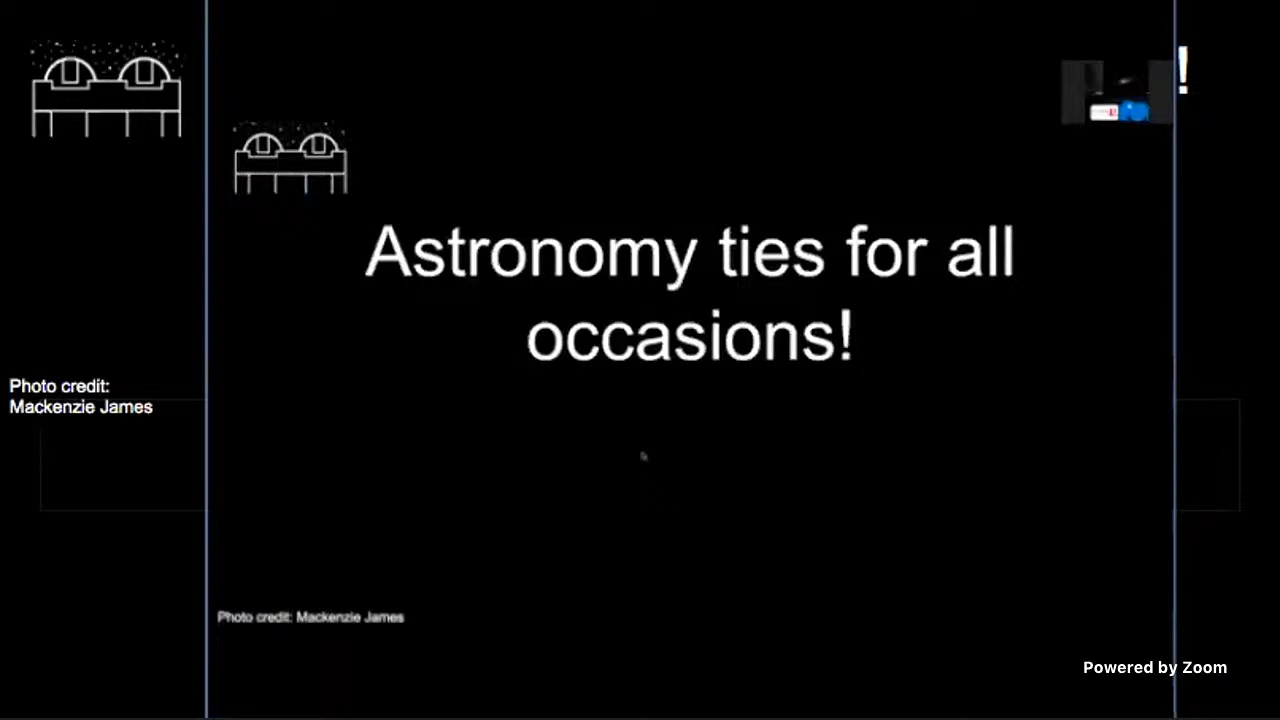 !
Astronomy ties for all
occasions!
Photo credit:
Mackenzie James
Photo credit: Mackenzie James
Powered by Zoom